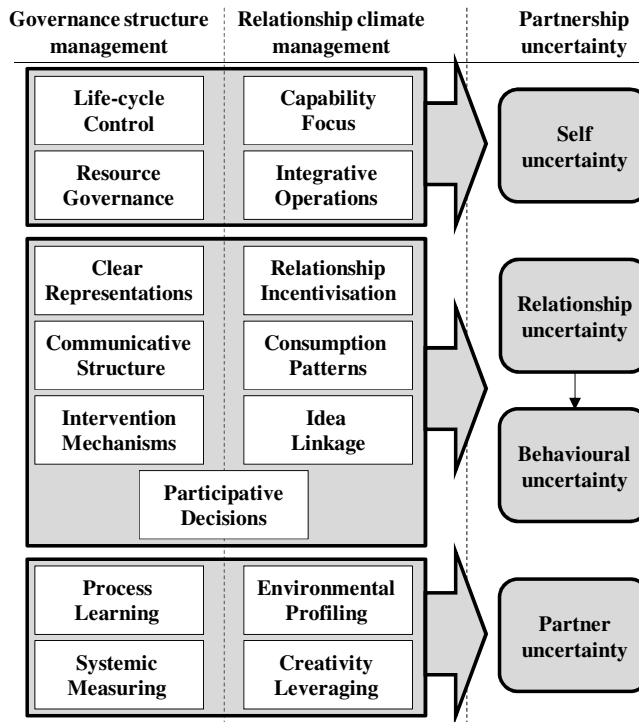 Governance structure
management
Relationship climate
management
Partnership
uncertainty
Life-cycle
Control
Capability
Focus
Resource
Governance
Integrative
Operations
Self
uncertainty
Clear
Representations
Relationship
Incentivisation
Communicative
Structure
Consumption
Patterns
Intervention
Mechanisms
Idea
Linkage
Participative
Decisions
Relationship
uncertainty
Behavioural
uncertainty
Process
Learning
Environmental
Profiling
Systemic
Measuring
Creativity
Leveraging
Partner
uncertainty